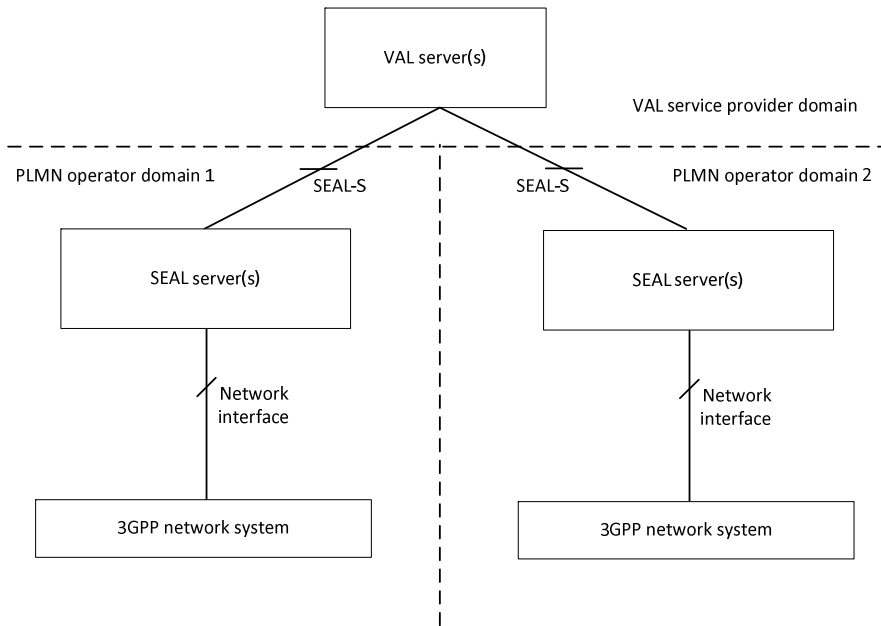 VAL server(s)
VAL service provider domain
PLMN operator domain 1
SEAL-S
SEAL-S
PLMN operator domain 2
SEAL server(s)
SEAL server(s)
Network
interface
Network
interface
3GPP network system
3GPP network system